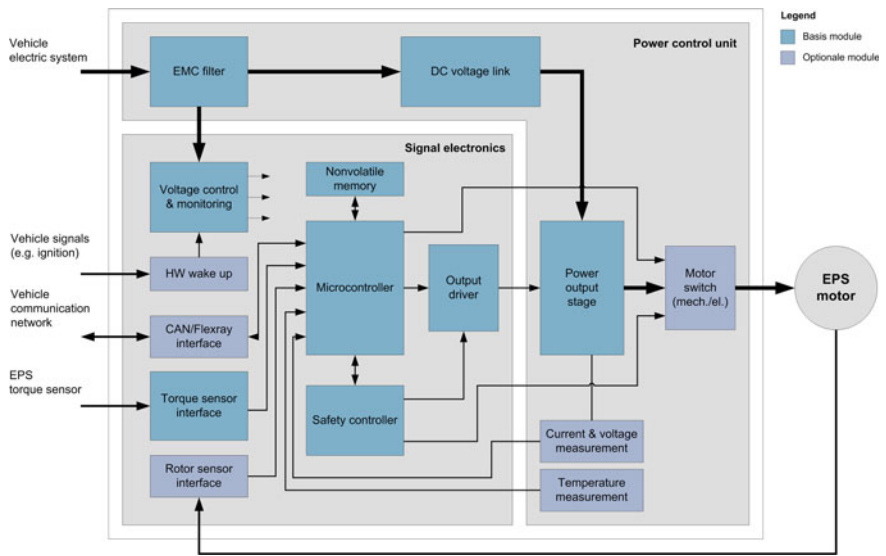 Legend
Basis module
Optionale module
Vehicle
electric system
EMC filter
DC voltage link
Power control unit
Signal electronics
Voltage control
& monitoring
Nonvolatile
memory
Vehicle signals
(e.g. ignition)
HW wake up
Microcontroller
Output
driver
Power
output
stage
Motor
switch
(mech./el.)
EPS
motor
Vehicle
communication
network
CAN/Flexray
interface
EPS
torque sensor
Torque sensor
interface
Safety controller
Rotor sensor
interface
Current & voltage
measurement
Temperature
measurement